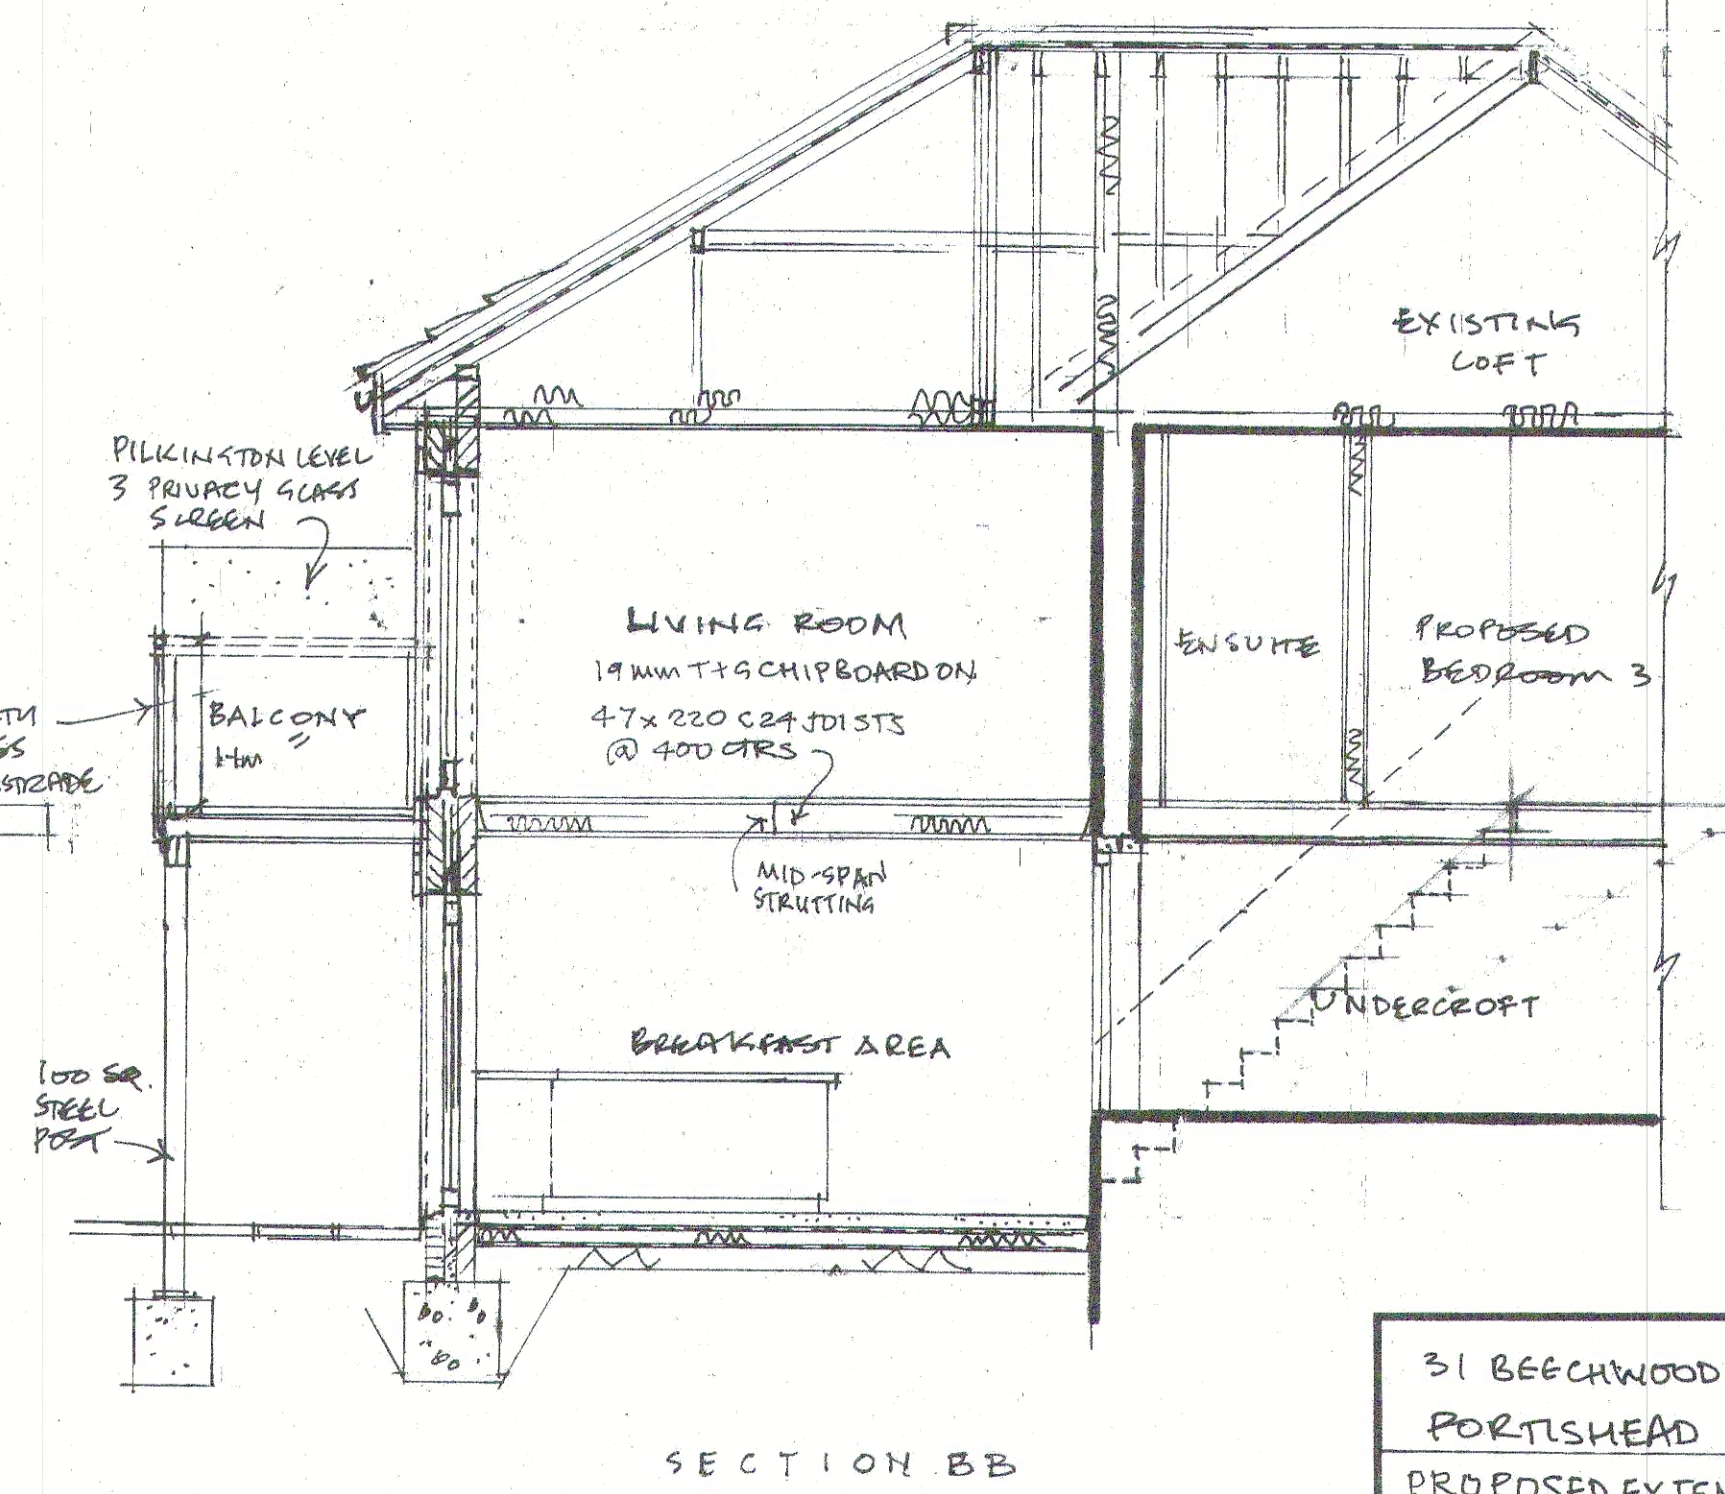 EXISTING
LOFT
PILKINGTON LEVEL
3 PRIVACY GLASS
SCREEN
LIVING ROOM
19mm T+G CHIPBOARD ON
47x220 C24 JOISTS
@ 400 CTRS
ENSUITE
PROPOSED
BEDROOM 3
BALCONY
MID-SPAN
STRUTTING
UNDERCROFT
BREAKFAST AREA
100 SQ.
STEEL
POST
31 BEECHWOOD
PORTISHEAD
PROPOSED EXTEN
SECTION BB